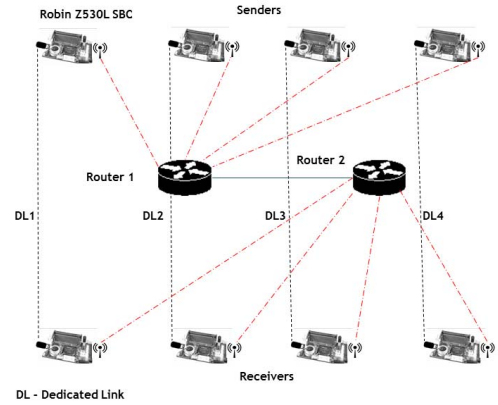 Robin Z530L SBC
Senders
Router 1
Router 2
DL1
DL2
DL3
DL4
Receivers
DL - Dedicated Link